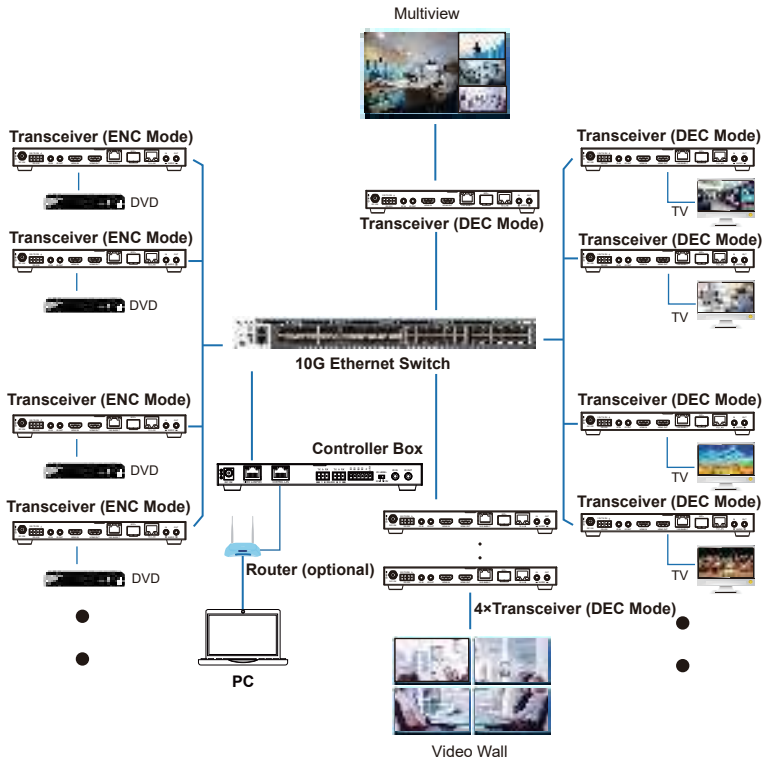 Multiview
Transceiver (ENC Mode)
DVD
Transceiver (ENC Mode)
DVD
Transceiver (DEC Mode)
Transceiver (DEC Mode)
TV
Transceiver (DEC Mode)
TV
10G Ethernet Switch
Transceiver (ENC Mode)
DVD
Transceiver (ENC Mode)
DVD
Controller Box
Router (optional)
PC
Transceiver (DEC Mode)
TV
Transceiver (DEC Mode)
TV
4×Transceiver (DEC Mode)
Video Wall